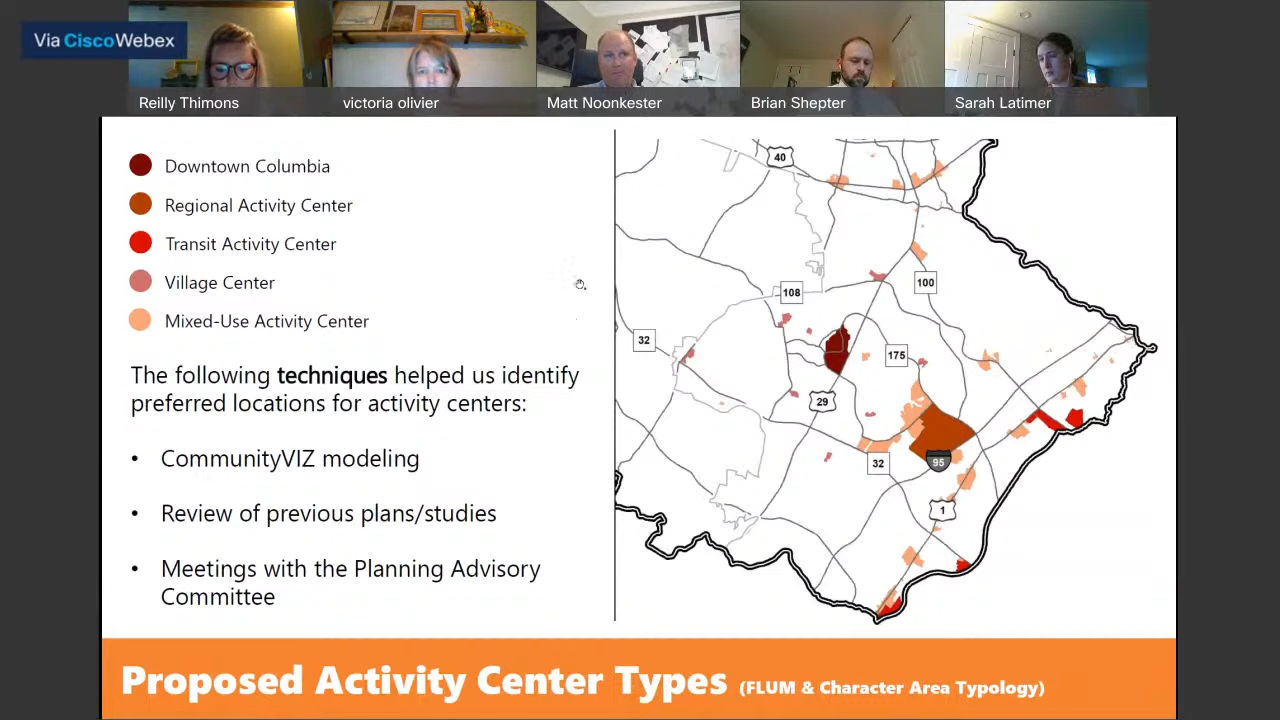 Via Cisco Webex
Reilly Thimons
victoria olivier
Matt Noonkester
Brian Shepter
Sarah Latimer
Downtown Columbia
Regional Activity Center
Transit Activity Center
Village Center
Mixed-Use Activity Center
The following techniques helped us identify
preferred locations for activity centers:
• CommunityVIZ modeling
• Review of previous plans/studies
• Meetings with the Planning Advisory
Committee
40
100
108
32
175
29
32
95
1
Proposed Activity Center Types (FLUM & Character Area Typology)